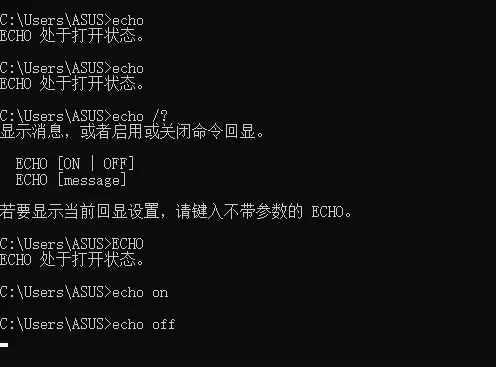 C:\Users\ASUS>echo
ECHO 处于打开状态。
C:\Users\ASUS>echo
ECHO 处于打开状态。
C:\Users\ASUS>echo /?
显示消息，或者启用或关闭命令回显。
ECHO [ON | OFF]
ECHO [message]
若要显示当前回显设置，请键入不带参数的 ECHO。
C:\Users\ASUS>ECHO
ECHO 处于打开状态。
C:\Users\ASUS>echo on
C:\Users\ASUS>echo off